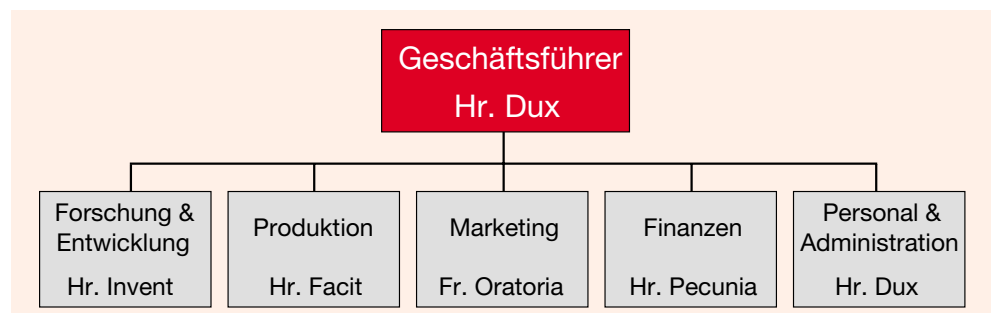 Geschäftsführer
Hr. Dux
Forschung &
Entwicklung
Hr. Invent
Produktion
Hr. Facit
Marketing
Fr. Oratoria
Finanzen
Hr. Pecunia
Personal &
Administration
Hr. Dux